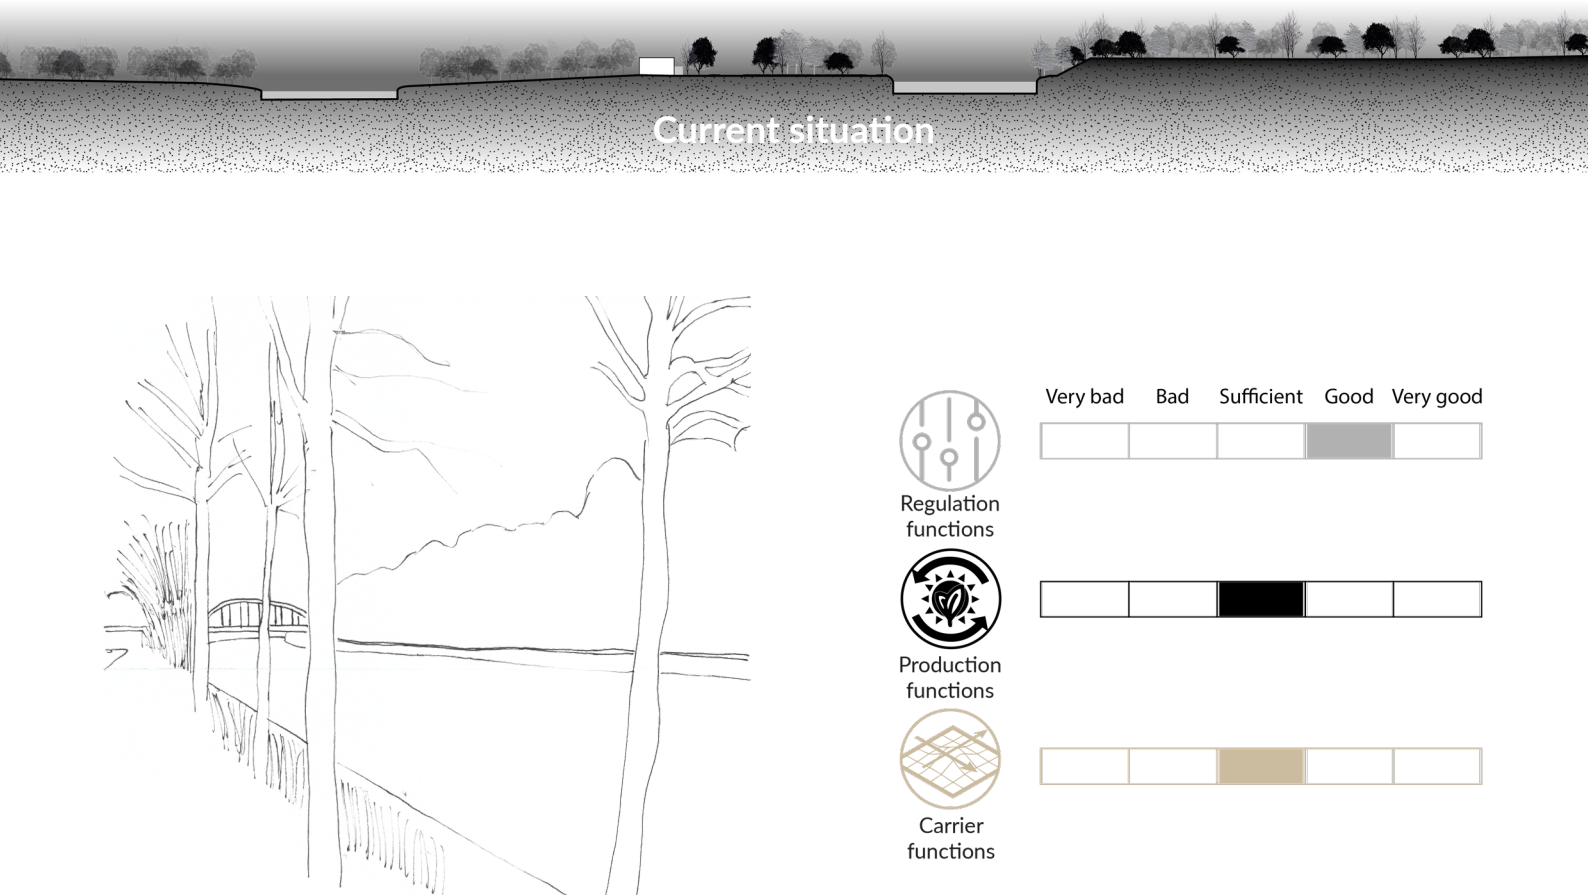 Current situation
Very bad Bad Sufficient Good Very good
Regulation
functions
Production
functions
Carrier
functions